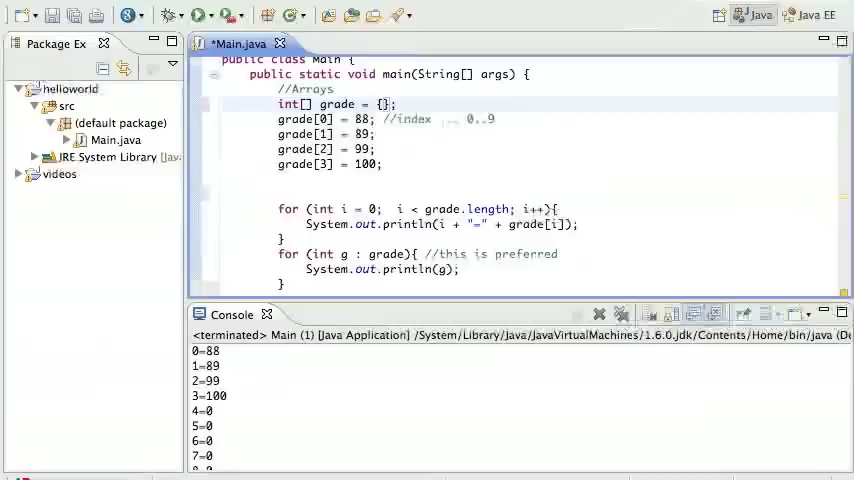 Java
Java EE
Package Ex
*Main.java
helloworld
src
(default package)
Main.java
JRE System Library [Jav
videos
public class Main {
public static void main(String[] args) {
//Arrays
int[] grade = {};
grade[0] = 88; //index ... 0..9
grade[1] = 89;
grade[2] = 99;
grade[3] = 100;
for (int i = 0; i < grade.length; i++){
System.out.println(i + "=" + grade[i]);
}
for (int g : grade){ //this is preferred
System.out.println(g);
}
Console
<terminated> Main (1) [Java Application] /System/Library/Java/JavaVirtualMachines/1.6.0.jdk/Contents/Home/bin/java (De
0=88
1=89
2=99
3=100
4=0
5=0
6=0
7=0